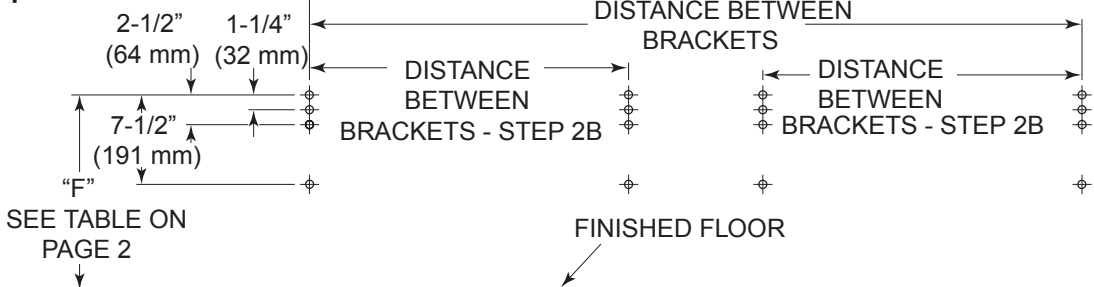 DISTANCE BETWEEN
BRACKETS
2-1/2”
(64 mm)
1-1/4”
(32 mm)
DISTANCE
BETWEEN
BRACKETS - STEP 2B
DISTANCE
BETWEEN
BRACKETS - STEP 2B
7-1/2”
(191 mm)
“F”
SEE TABLE ON
PAGE 2
FINISHED FLOOR